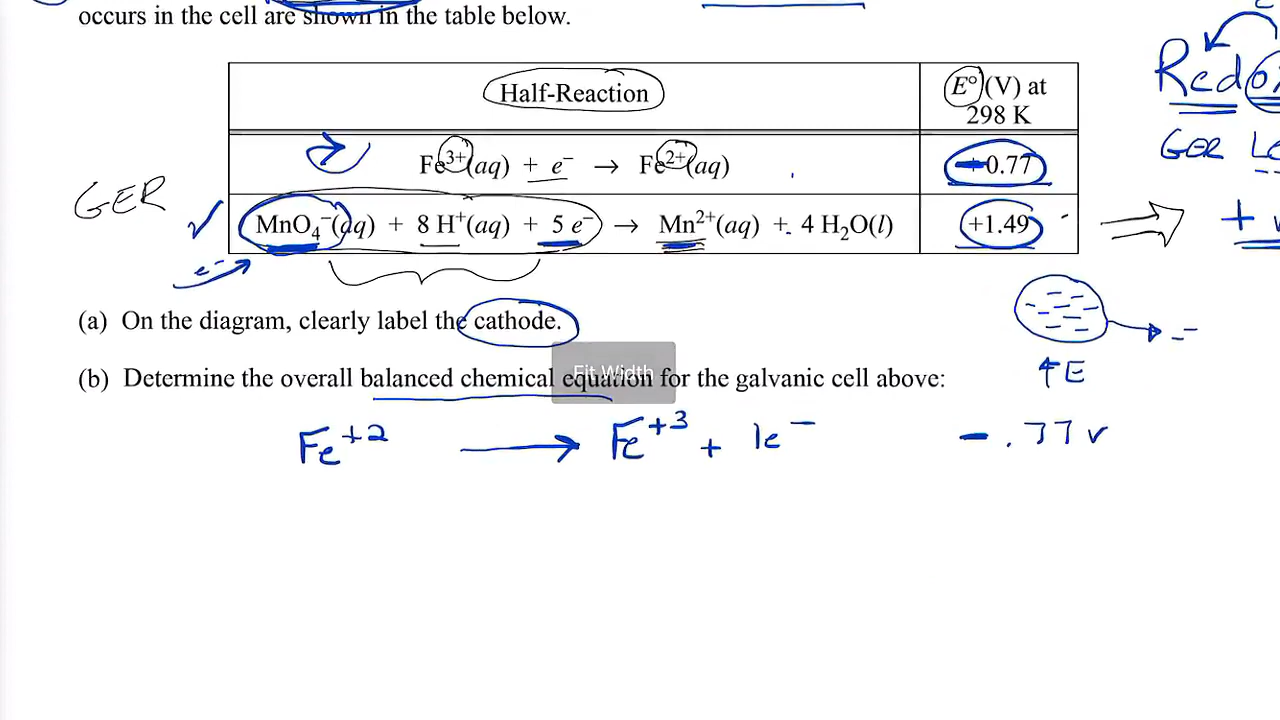 occurs in the cell are shown in the table below.
Half-Reaction
E° (V) at
298 K
Redo
GER Le
Fe³⁺(aq) + e⁻ → Fe²⁺(aq)
0.77
GER
MnO₄⁻(aq) + 8 H⁺(aq) + 5 e⁻ → Mn²⁺(aq) + 4 H₂O(l)
+1.49
+
e⁻
(a) On the diagram, clearly label the cathode.
(b) Determine the overall balanced chemical equation for the galvanic cell above:
Fit Width
↑E
Fe⁺² → Fe⁺³ + 1e⁻
- .77 v